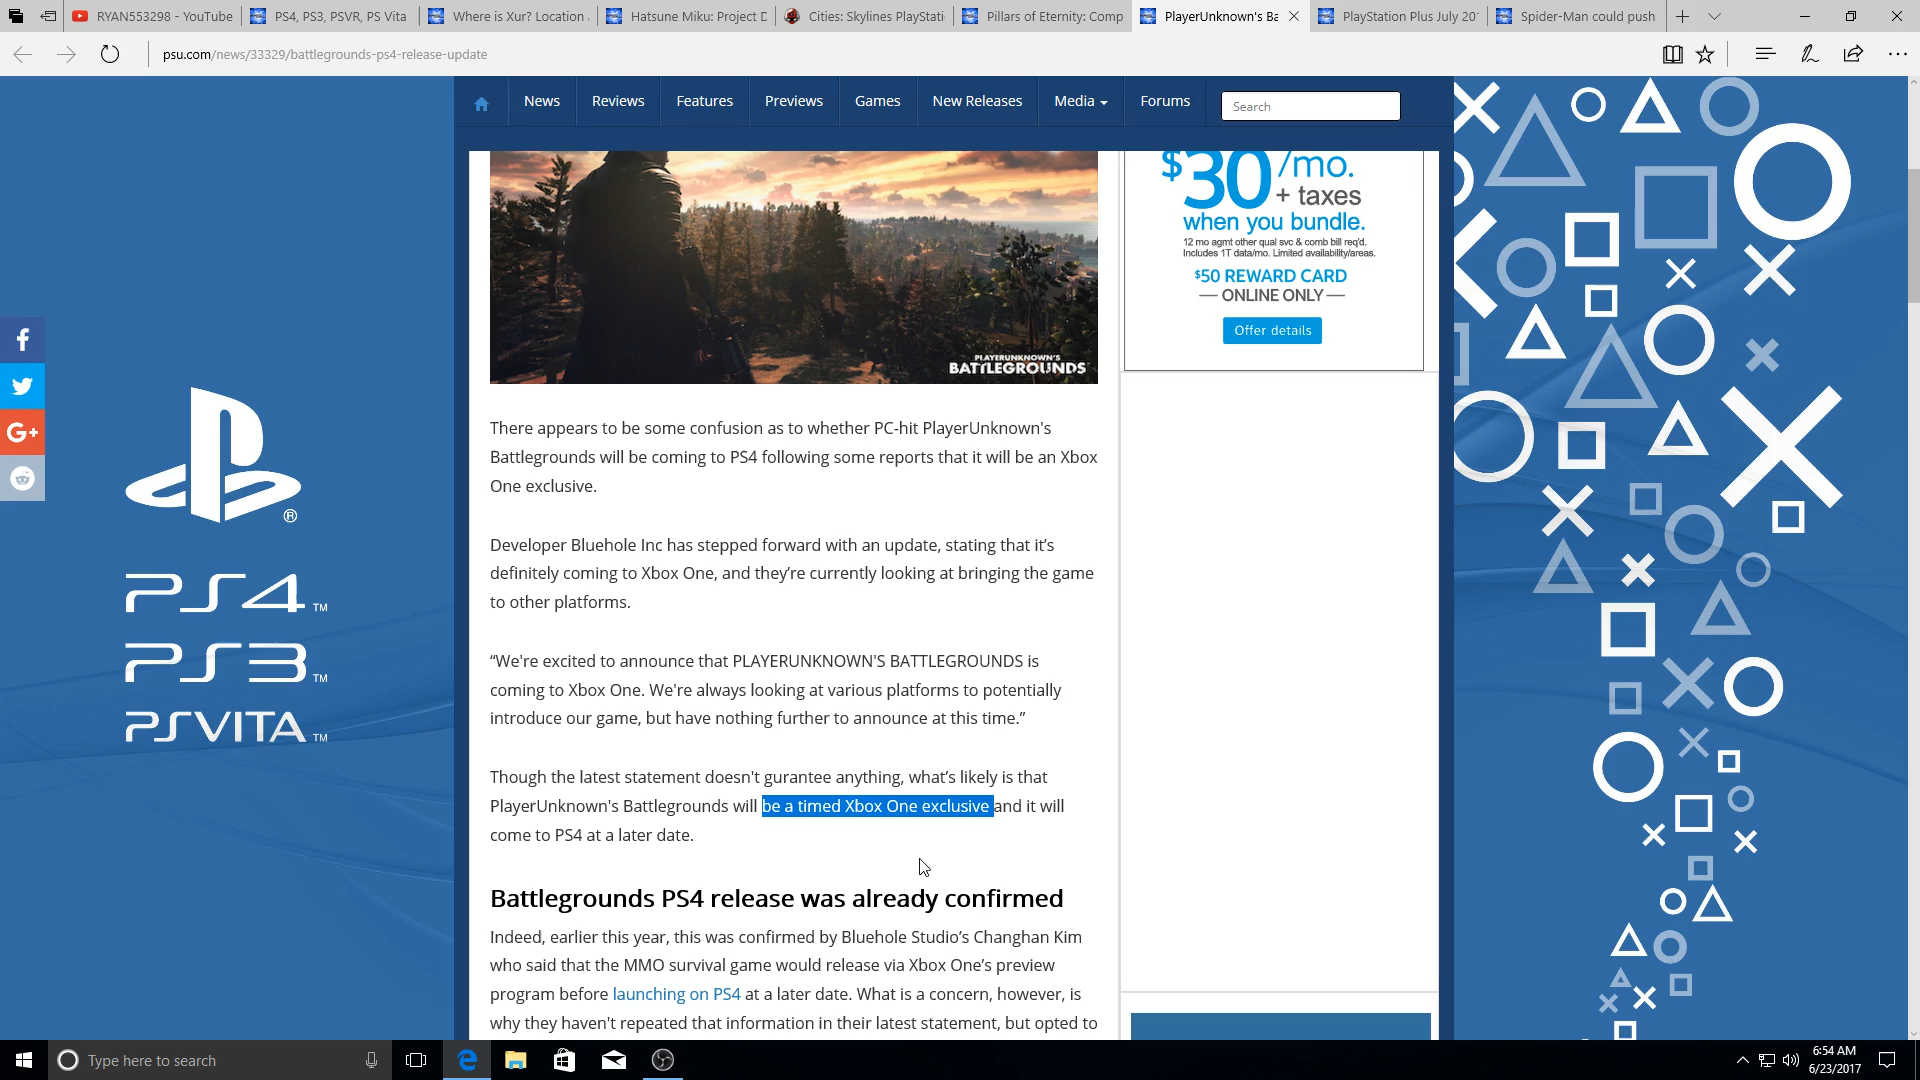 RYAN553298 - YouTube
PS4, PS3, PSVR, PS Vita
Where is Xur? Location
Hatsune Miku: Project D
Cities: Skylines PlayStati
Pillars of Eternity: Comp
PlayerUnknown's Ba
PlayStation Plus July 201
Spider-Man could push
psu.com/news/33329/battlegrounds-ps4-release-update
News
Reviews
Features
Previews
Games
New Releases
Media
Forums
Search
$30/mo.
+ taxes
when you bundle.
12 mo agmt other qual svc & comb bill req'd.
Includes 1T data/mo. Limited availability/areas.
$50 REWARD CARD
— ONLINE ONLY —
Offer details
PLAYERUNKNOWN'S
BATTLEGROUNDS
G+
®
PS4™
PS3™
PSVITA™
There appears to be some confusion as to whether PC-hit PlayerUnknown's
Battlegrounds will be coming to PS4 following some reports that it will be an Xbox
One exclusive.
Developer Bluehole Inc has stepped forward with an update, stating that it’s
definitely coming to Xbox One, and they’re currently looking at bringing the game
to other platforms.
“We're excited to announce that PLAYERUNKNOWN'S BATTLEGROUNDS is
coming to Xbox One. We're always looking at various platforms to potentially
introduce our game, but have nothing further to announce at this time.”
Though the latest statement doesn't gurantee anything, what’s likely is that
PlayerUnknown's Battlegrounds will be a timed Xbox One exclusive and it will
come to PS4 at a later date.
Battlegrounds PS4 release was already confirmed
Indeed, earlier this year, this was confirmed by Bluehole Studio’s Changhan Kim
who said that the MMO survival game would release via Xbox One’s preview
program before launching on PS4 at a later date. What is a concern, however, is
why they haven't repeated that information in their latest statement, but opted to
Type here to search
6:54 AM
6/23/2017